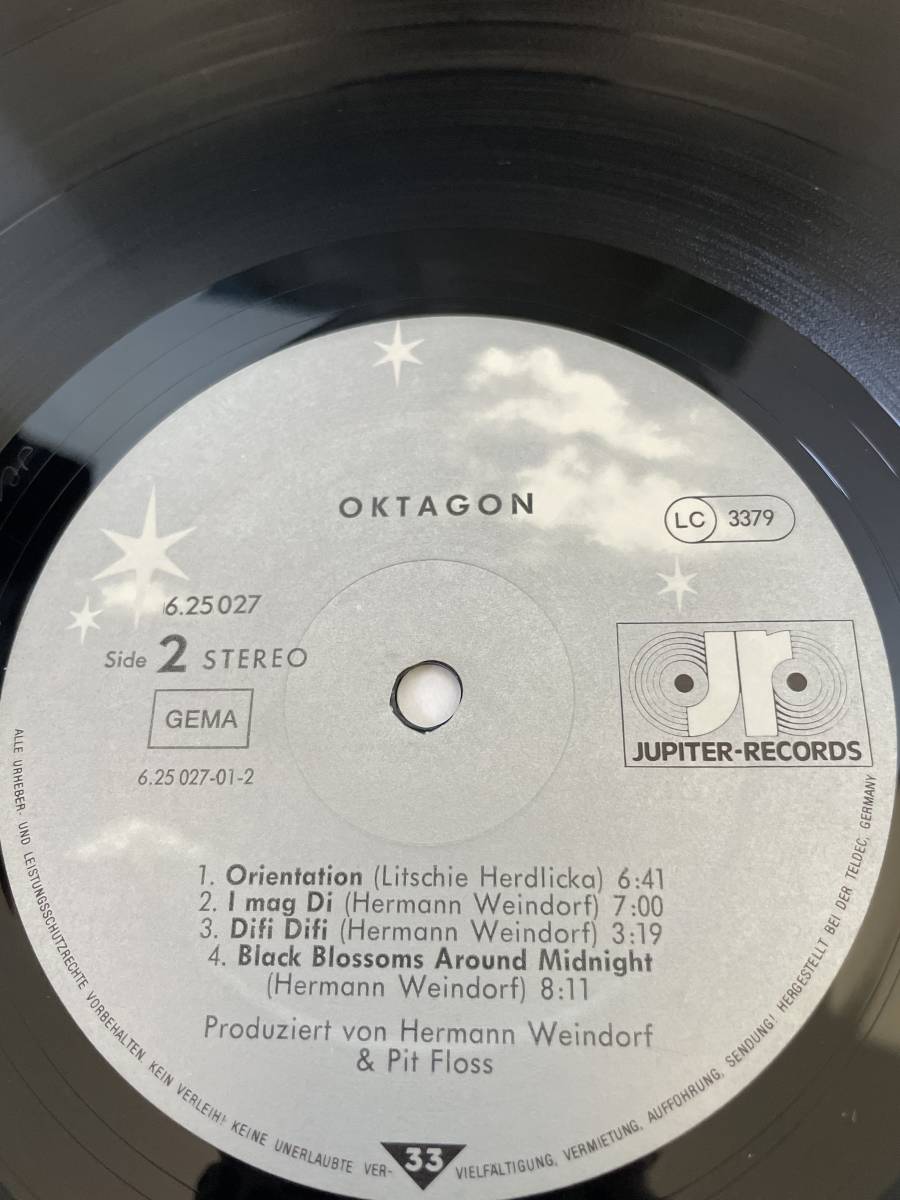 OKTAGON
LC 3379
6.25 027
Side 2 STEREO
GEMA
6.25 027-01-2
jr
JUPITER-RECORDS
1. Orientation (Litschie Herdlicka) 6:41
2. I mag Di (Hermann Weindorf) 7:00
3. Difi Difi (Hermann Weindorf) 3:19
4. Black Blossoms Around Midnight
(Hermann Weindorf) 8:11
Produziert von Hermann Weindorf
& Pit Floss
ALLE URHEBER- UND LEISTUNGSSCHUTZRECHTE VORBEHALTEN. KEIN VERLEIH! KEINE UNERLAUBTE VER-
33
VIELFÄLTIGUNG, VERMIETUNG, AUFFÜHRUNG, SENDUNG! HERGESTELLT BEI DER TELDEC, GERMANY